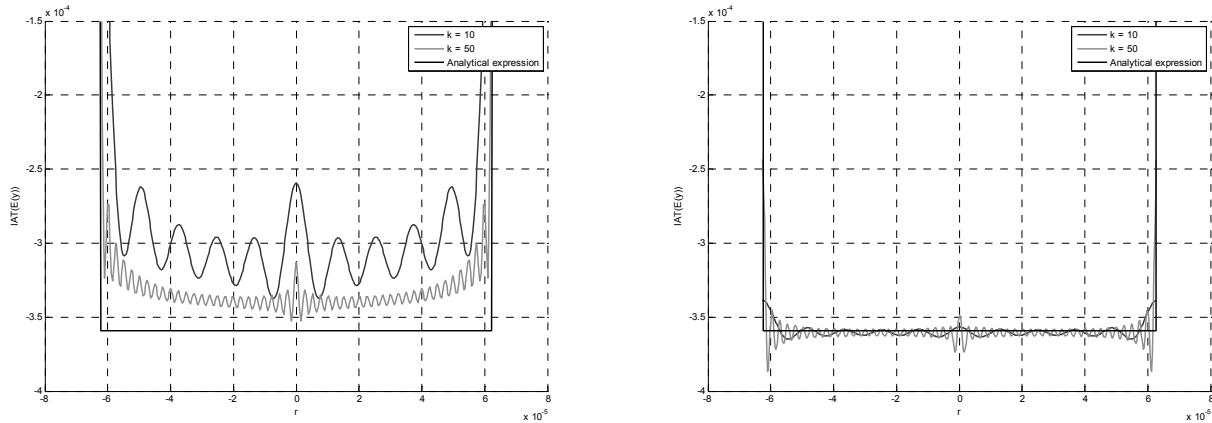 x 10^-4
-1.5
-2
-2.5
-3
-3.5
-4
IAT(E(y))
k = 10
k = 50
Analytical expression
-8 -6 -4 -2 0 2 4 6 8
r
x 10^-5
x 10^-4
-1.5
-2
-2.5
-3
-3.5
-4
IAT(E(y))
k = 10
k = 50
Analytical expression
-8 -6 -4 -2 0 2 4 6 8
r
x 10^-5